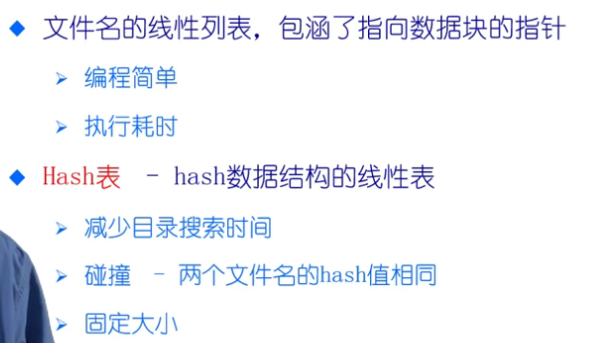 文件名的线性列表，包涵了指向数据块的指针
编程简单
执行耗时
Hash表 - hash数据结构的线性表
减少目录搜索时间
碰撞 - 两个文件名的hash值相同
固定大小